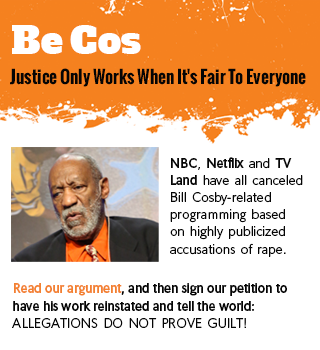 Be Cos
Justice Only Works When It's Fair To Everyone
NBC, Netflix and TV
Land have all canceled
Bill Cosby-related
programming based
on highly publicized
accusations of rape.
Read our argument, and then sign our petition to
have his work reinstated and tell the world:
ALLEGATIONS DO NOT PROVE GUILT!